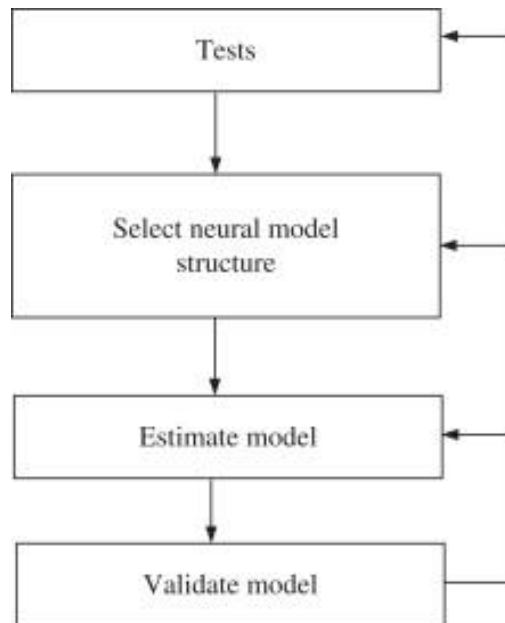 Tests
Select neural model
structure
Estimate model
Validate model